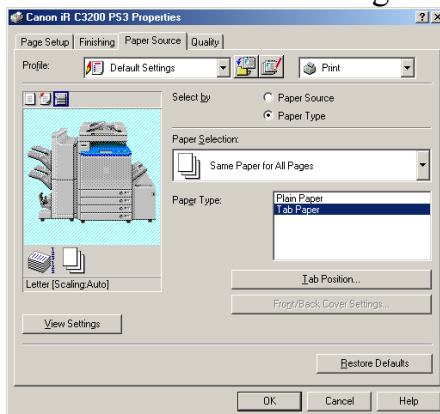 Canon iR C3200 PS3 Properties
Page Setup Finishing Paper Source Quality
Profile: Default Settings Print
Select by Paper Source
Paper Type
Paper Selection:
Same Paper for All Pages
Paper Type: Plain Paper
Tab Paper
Letter [Scaling:Auto]
Tab Position...
Front/Back Cover Settings...
View Settings
Restore Defaults
OK Cancel Help